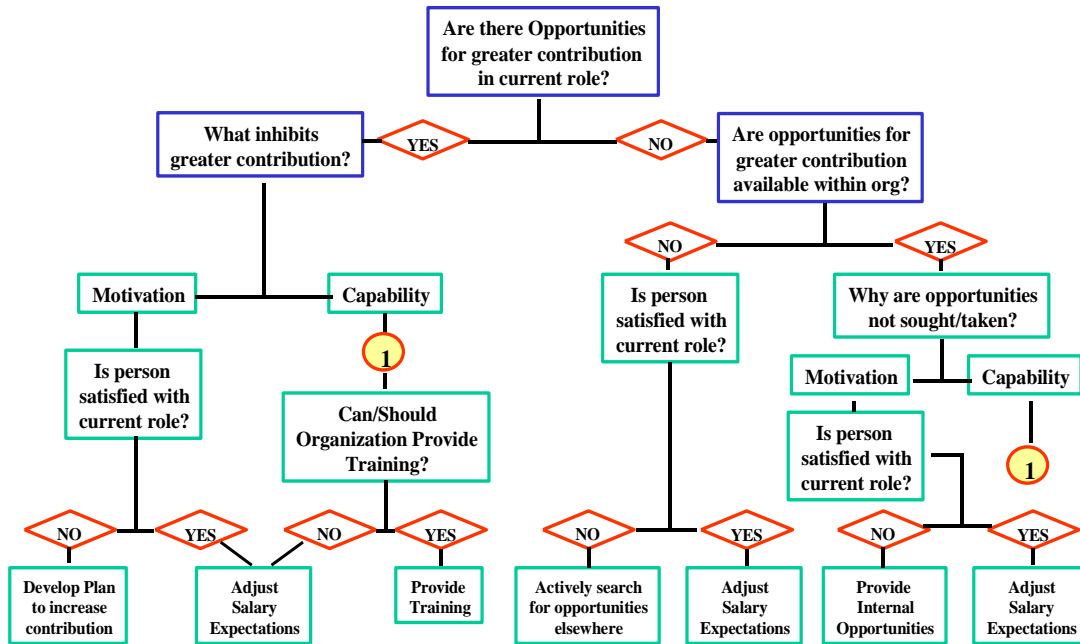 Are there Opportunities
for greater contribution
in current role?
What inhibits
greater contribution?
YES
NO
Are opportunities for
greater contribution
available within org?
NO
YES
Motivation
Capability
Is person
satisfied with
current role?
Why are opportunities
not sought/taken?
1
Is person
satisfied with
current role?
Motivation
Capability
Can/Should
Organization Provide
Training?
Is person
satisfied with
current role?
1
NO
YES
NO
YES
NO
YES
NO
YES
Develop Plan
to increase
contribution
Adjust
Salary
Expectations
Provide
Training
Actively search
for opportunities
elsewhere
Adjust
Salary
Expectations
Provide
Internal
Opportunities
Adjust
Salary
Expectations